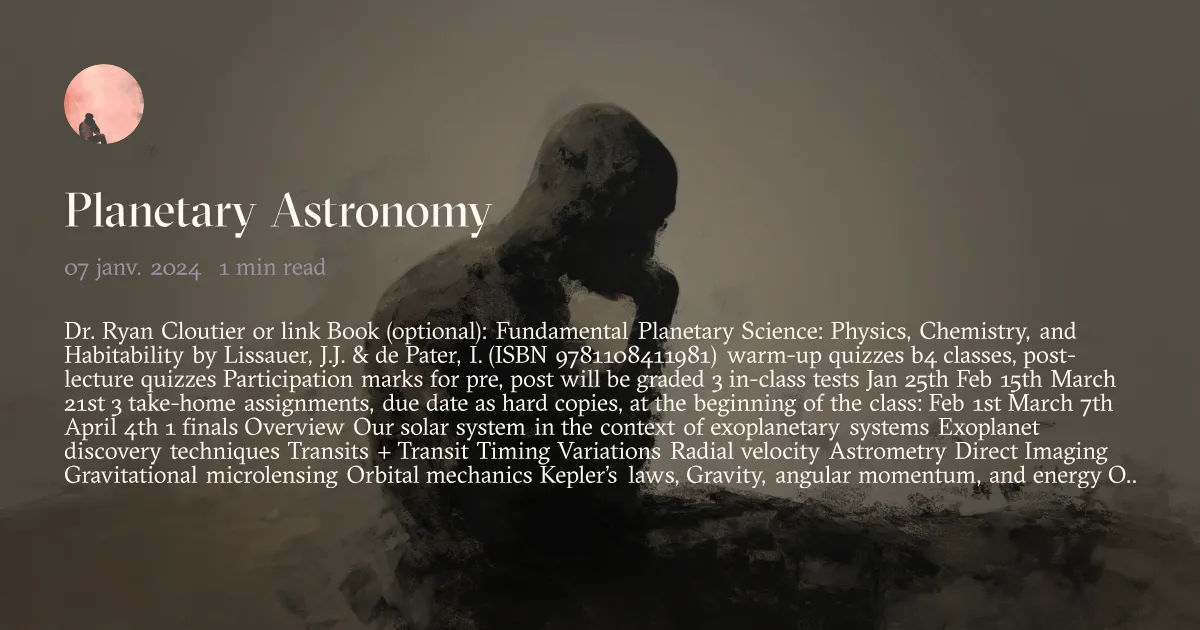 Planetary Astronomy
07 janv. 2024 1 min read
Dr. Ryan Cloutier or link Book (optional): Fundamental Planetary Science: Physics, Chemistry, and
Habitability by Lissauer, J.J. & de Pater, I. (ISBN 9781108411981) warm-up quizzes b4 classes, post-
lecture quizzes Participation marks for pre, post will be graded 3 in-class tests Jan 25th Feb 15th March
21st 3 take-home assignments, due date as hard copies, at the beginning of the class: Feb 1st March 7th
April 4th 1 finals Overview Our solar system in the context of exoplanetary systems Exoplanet
discovery techniques Transits + Transit Timing Variations Radial velocity Astrometry Direct Imaging
Gravitational microlensing Orbital mechanics Kepler’s laws, Gravity, angular momentum, and energy O..